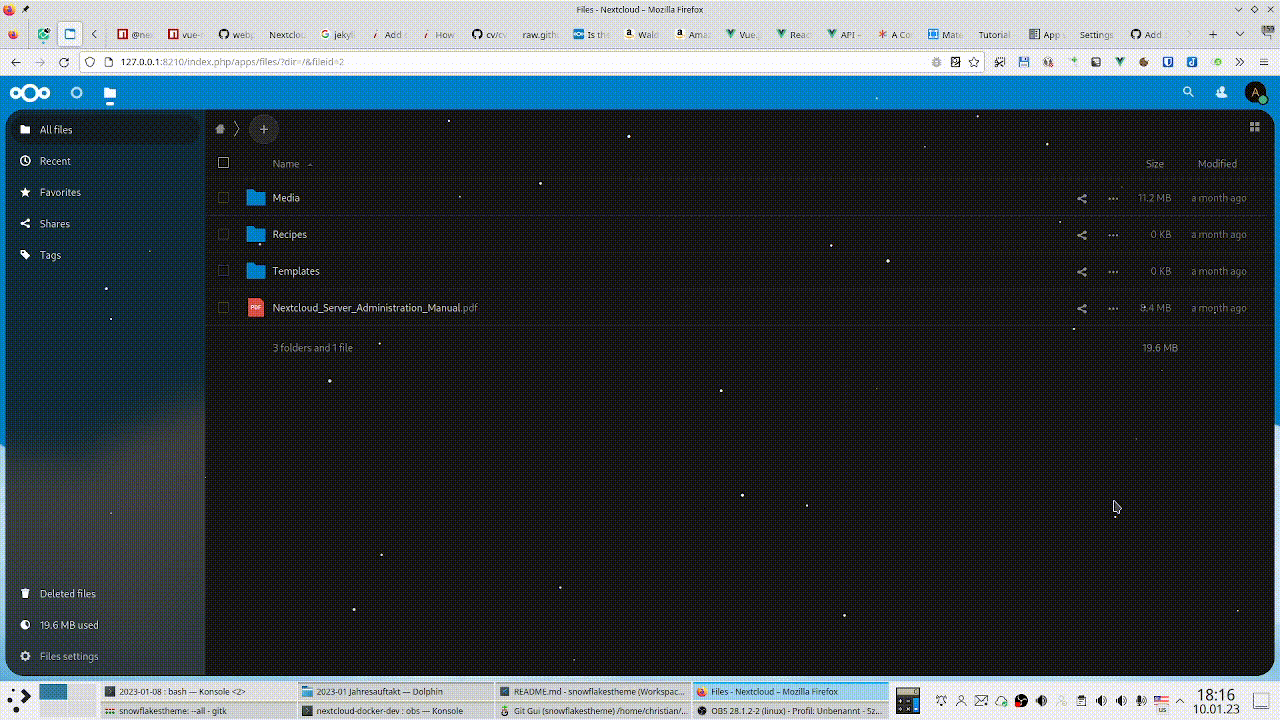 Files - Nextcloud – Mozilla Firefox
@ne
vue-
web
Nextclou
jekyl
Add
How
cv/cv
raw.gith
Is the
Wald
Ama
Vue.
Reac
API -
A Co
Mate
Tutorial
App
Setting
Add
127.0.0.1:8210/index.php/apps/files/?dir=/&fileid=2
A
All files
Recent
Favorites
Shares
Tags
Deleted files
19.6 MB used
Files settings
Name Size Modified
Media 11.2 MB a month ago
Recipes 0 KB a month ago
Templates 0 KB a month ago
PDF Nextcloud_Server_Administration_Manual.pdf 8.4 MB a month ago
3 folders and 1 file 19.6 MB
2023-01-08 : bash — Konsole <2>
2023-01 Jahresauftakt — Dolphin
README.md - snowflakestheme (Workspac...
Files - Nextcloud – Mozilla Firefox
snowflakestheme: --all - gitk
nextcloud-docker-dev : obs — Konsole
Git Gui (snowflakestheme) /home/christian/...
OBS 28.1.2-2 (linux) - Profil: Unbenannt - Sz...
US
18:16
10.01.23